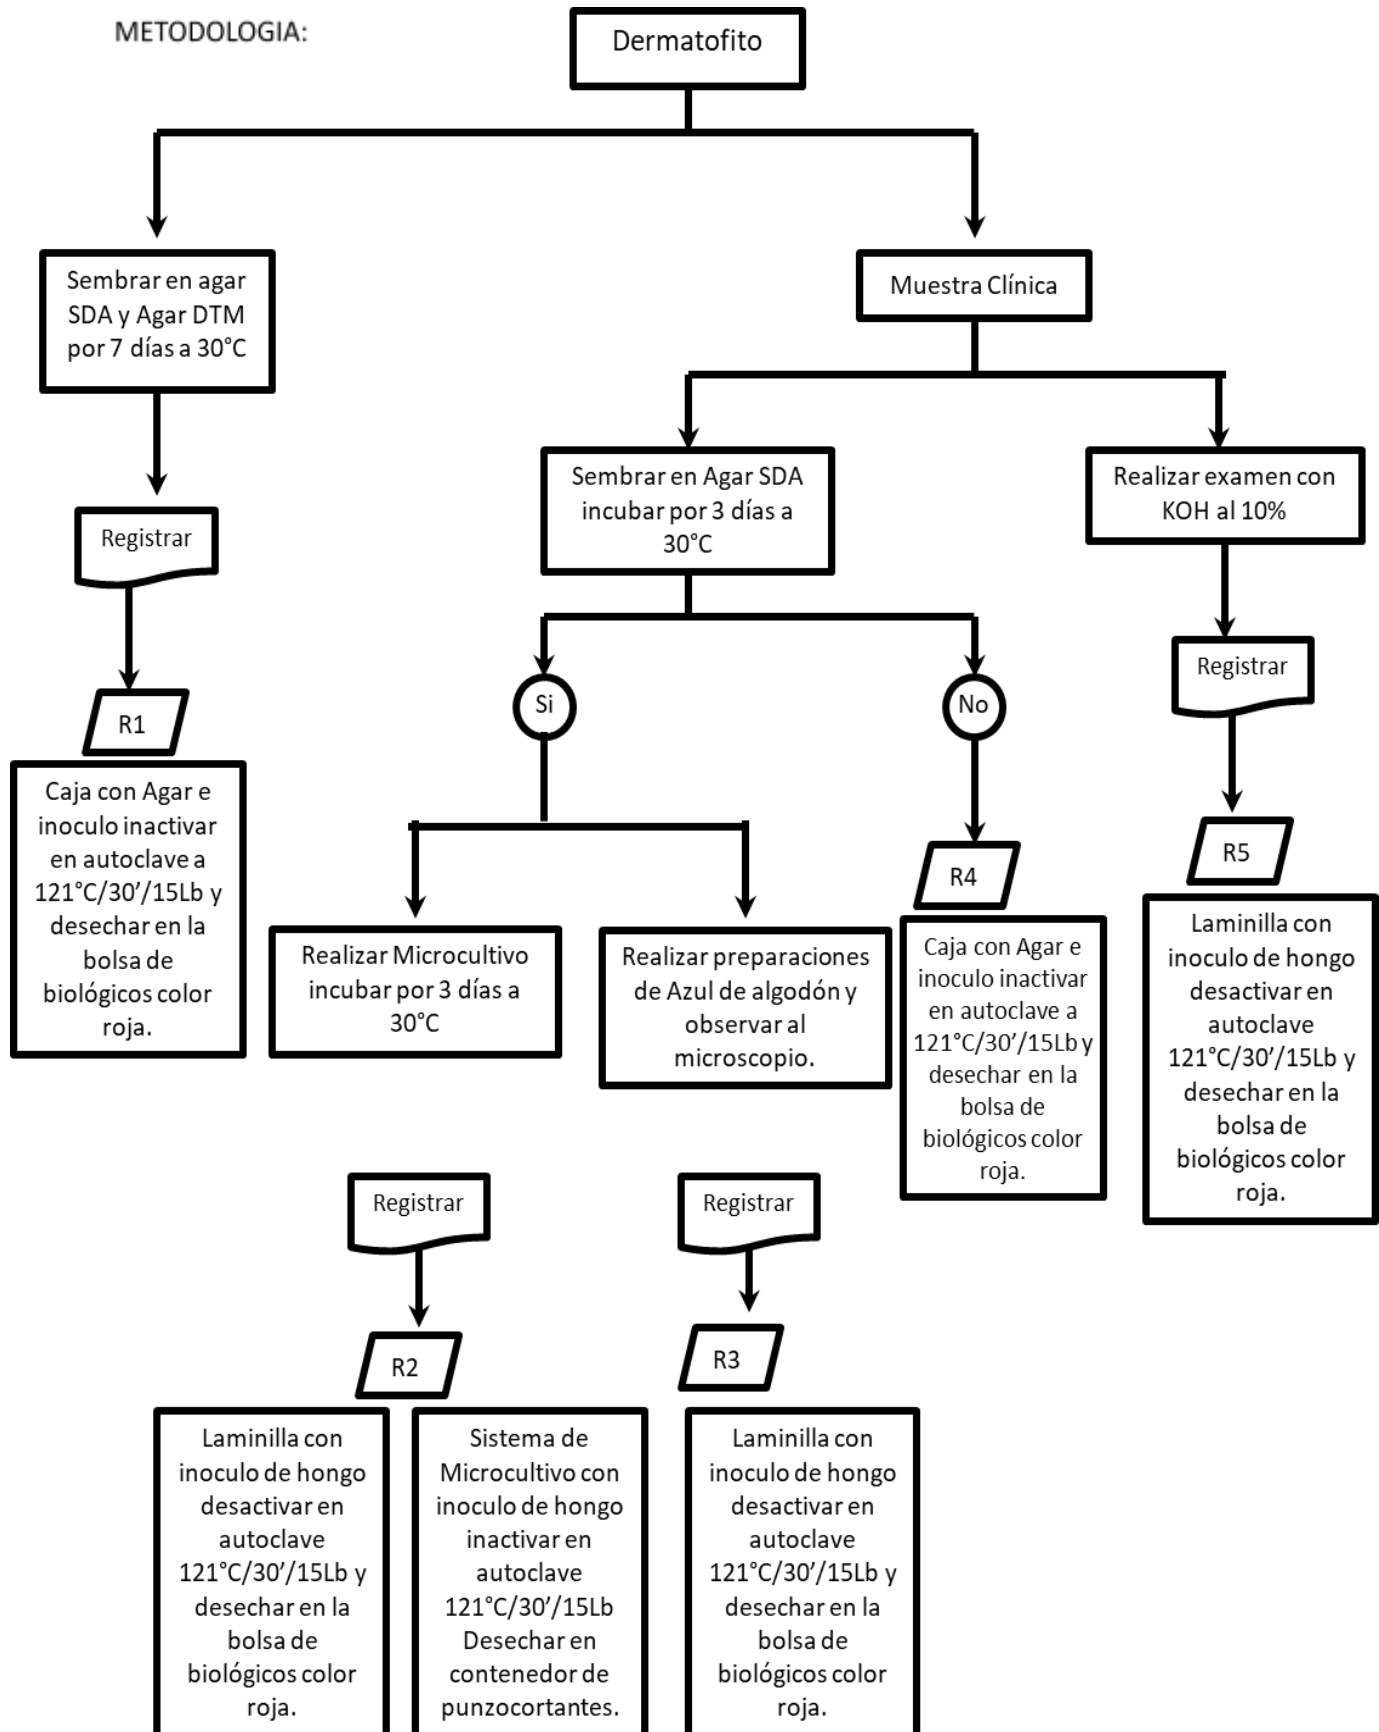 METODOLOGIA:
Dermatofito
Sembrar en agar
SDA y Agar DTM
por 7 días a 30°C
Muestra Clínica
Sembrar en Agar SDA
incubar por 3 días a
30°C
Realizar examen con
KOH al 10%
Registrar
Registrar
Si
No
R1
Caja con Agar e
inoculo inactivar
en autoclave a
121°C/30’/15Lb y
desechar en la
bolsa de
biológicos color
roja.
Realizar Microcultivo
incubar por 3 días a
30°C
Realizar preparaciones
de Azul de algodón y
observar al
microscopio.
R4
Caja con Agar e
inoculo inactivar
en autoclave a
121°C/30’/15Lb y
desechar en la
bolsa de
biológicos color
roja.
R5
Laminilla con
inoculo de hongo
desactivar en
autoclave
121°C/30’/15Lb y
desechar en la
bolsa de
biológicos color
roja.
Registrar
Registrar
R2
R3
Laminilla con
inoculo de hongo
desactivar en
autoclave
121°C/30’/15Lb y
desechar en la
bolsa de
biológicos color
roja.
Sistema de
Microcultivo con
inoculo de hongo
inactivar en
autoclave
121°C/30’/15Lb
Desechar en
contenedor de
punzocortantes.
Laminilla con
inoculo de hongo
desactivar en
autoclave
121°C/30’/15Lb y
desechar en la
bolsa de
biológicos color
roja.